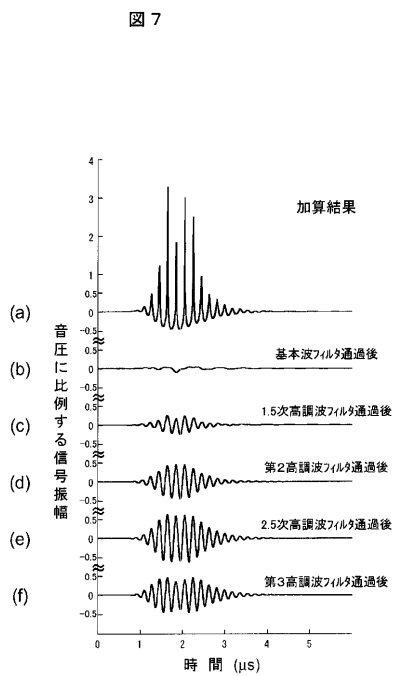 図7
4
3
2
1
0.5
0
-0.5
加算結果
(a)
音圧に比例する信号振幅
0.5
0
-0.5
基本波フィルタ通過後
(b)
0.5
0
-0.5
1.5次高調波フィルタ通過後
(c)
0.5
0
-0.5
第2高調波フィルタ通過後
(d)
0.5
0
-0.5
2.5次高調波フィルタ通過後
(e)
0.5
0
-0.5
第3高調波フィルタ通過後
(f)
0 1 2 3 4 5
時間 (μs)